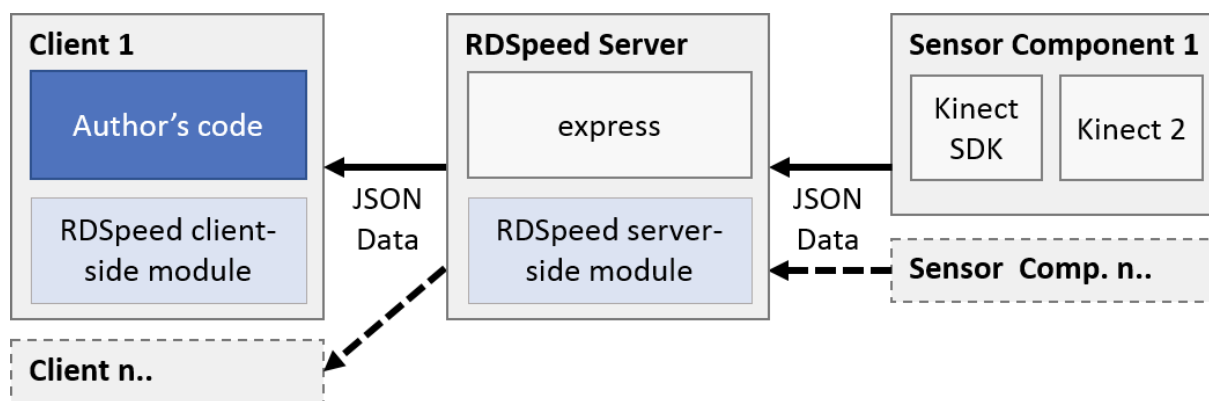 Client 1
Author's code
RDSpeed client-
side module
Client n..
JSON
Data
RDSpeed Server
express
RDSpeed server-
side module
JSON
Data
Sensor Component 1
Kinect
SDK
Kinect 2
Sensor Comp. n..